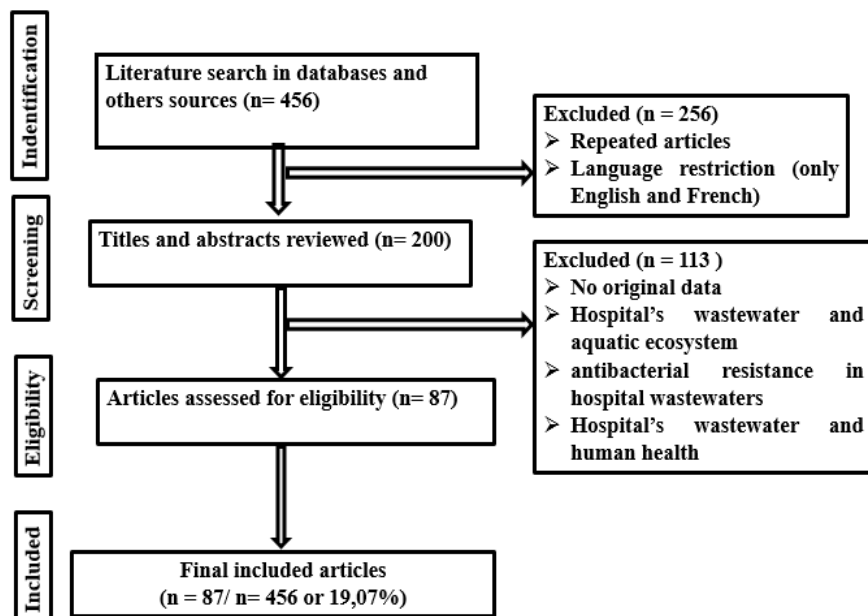 Indentification
Literature search in databases and
others sources (n= 456)
Excluded (n = 256)
➢ Repeated articles
➢ Language restriction (only
English and French)
Screening
Titles and abstracts reviewed (n= 200)
Excluded (n = 113 )
➢ No original data
➢ Hospital's wastewater and
aquatic ecosystem
➢ antibacterial resistance in
hospital wastewaters
➢ Hospital's wastewater and
human health
Eligibility
Articles assessed for eligibility (n= 87)
Included
Final included articles
(n = 87/ n= 456 or 19,07%)